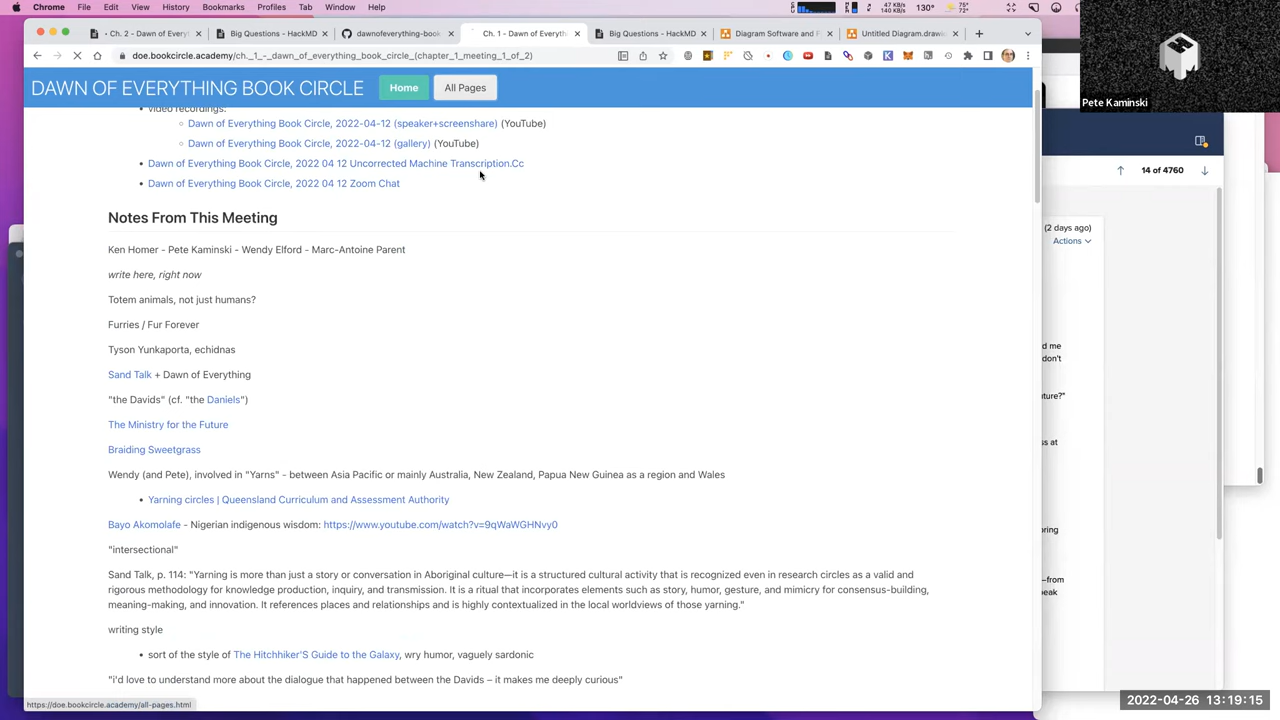 Chrome File Edit View History Bookmarks Profiles Tab Window Help
47 KB/s
140 KB/s
130°
75°
72°
Ch. 2 - Dawn of Every
Big Questions - HackMD
dawnofeverything-book
Ch. 1 - Dawn of Everyth
Big Questions - HackMD
Diagram Software and F
Untitled Diagram.drawi
doe.bookcircle.academy/ch._1_-_dawn_of_everything_book_circle_(chapter_1_meeting_1_of_2)
DAWN OF EVERYTHING BOOK CIRCLE Home All Pages
Pete Kaminski
14 of 4760
(2 days ago)
Actions
video recordings:
Dawn of Everything Book Circle, 2022-04-12 (speaker+screenshare) (YouTube)
Dawn of Everything Book Circle, 2022-04-12 (gallery) (YouTube)
Dawn of Everything Book Circle, 2022 04 12 Uncorrected Machine Transcription.Cc
Dawn of Everything Book Circle, 2022 04 12 Zoom Chat
Notes From This Meeting
Ken Homer - Pete Kaminski - Wendy Elford - Marc-Antoine Parent
write here, right now
Totem animals, not just humans?
Furries / Fur Forever
Tyson Yunkaporta, echidnas
Sand Talk + Dawn of Everything
"the Davids" (cf. "the Daniels")
The Ministry for the Future
Braiding Sweetgrass
Wendy (and Pete), involved in "Yarns" - between Asia Pacific or mainly Australia, New Zealand, Papua New Guinea as a region and Wales
Yarning circles | Queensland Curriculum and Assessment Authority
Bayo Akomolafe - Nigerian indigenous wisdom: https://www.youtube.com/watch?v=9qWaWGHNvy0
"intersectional"
Sand Talk, p. 114: "Yarning is more than just a story or conversation in Aboriginal culture—it is a structured cultural activity that is recognized even in research circles as a valid and
rigorous methodology for knowledge production, inquiry, and transmission. It is a ritual that incorporates elements such as story, humor, gesture, and mimicry for consensus-building,
meaning-making, and innovation. It references places and relationships and is highly contextualized in the local worldviews of those yarning."
writing style
sort of the style of The Hitchhiker'S Guide to the Galaxy, wry humor, vaguely sardonic
"i'd love to understand more about the dialogue that happened between the Davids – it makes me deeply curious"
https://doe.bookcircle.academy/all-pages.html
d me
don't
ture?"
ss at
oring
—from
peak
2022-04-26 13:19:15